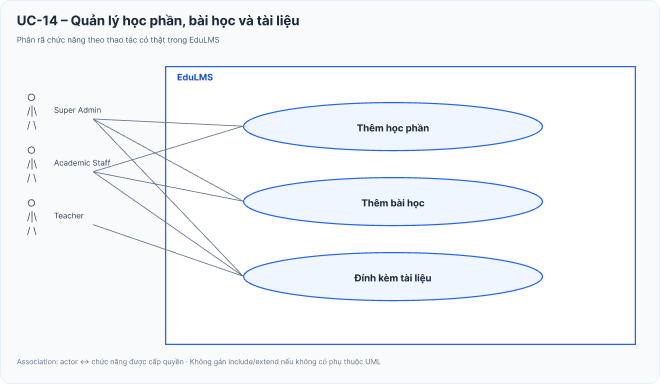 UC-14 – Quản lý học phần, bài học và tài liệu
Phân rã chức năng theo thao tác có thật trong EduLMS
EduLMS
Super Admin
Thêm học phần
Academic Staff
Thêm bài học
Teacher
Đính kèm tài liệu
Association: actor ↔ chức năng được cấp quyền · Không gán include/extend nếu không có phụ thuộc UML